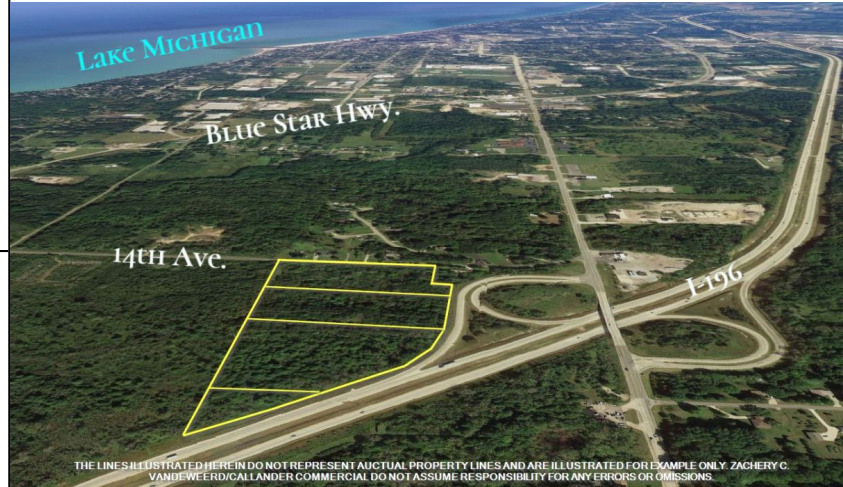 Lake Michigan
Blue Star Hwy.
14th Ave.
I-196
THE LINES ILLUSTRATED HEREIN DO NOT REPRESENT AUCTUAL PROPERTY LINES AND ARE ILLUSTRATED FOR EXAMPLE ONLY. ZACHERY C.
VANDEWEERD/CALLANDER COMMERCIAL DO NOT ASSUME RESPONSIBILITY FOR ANY ERRORS OR OMISSIONS.